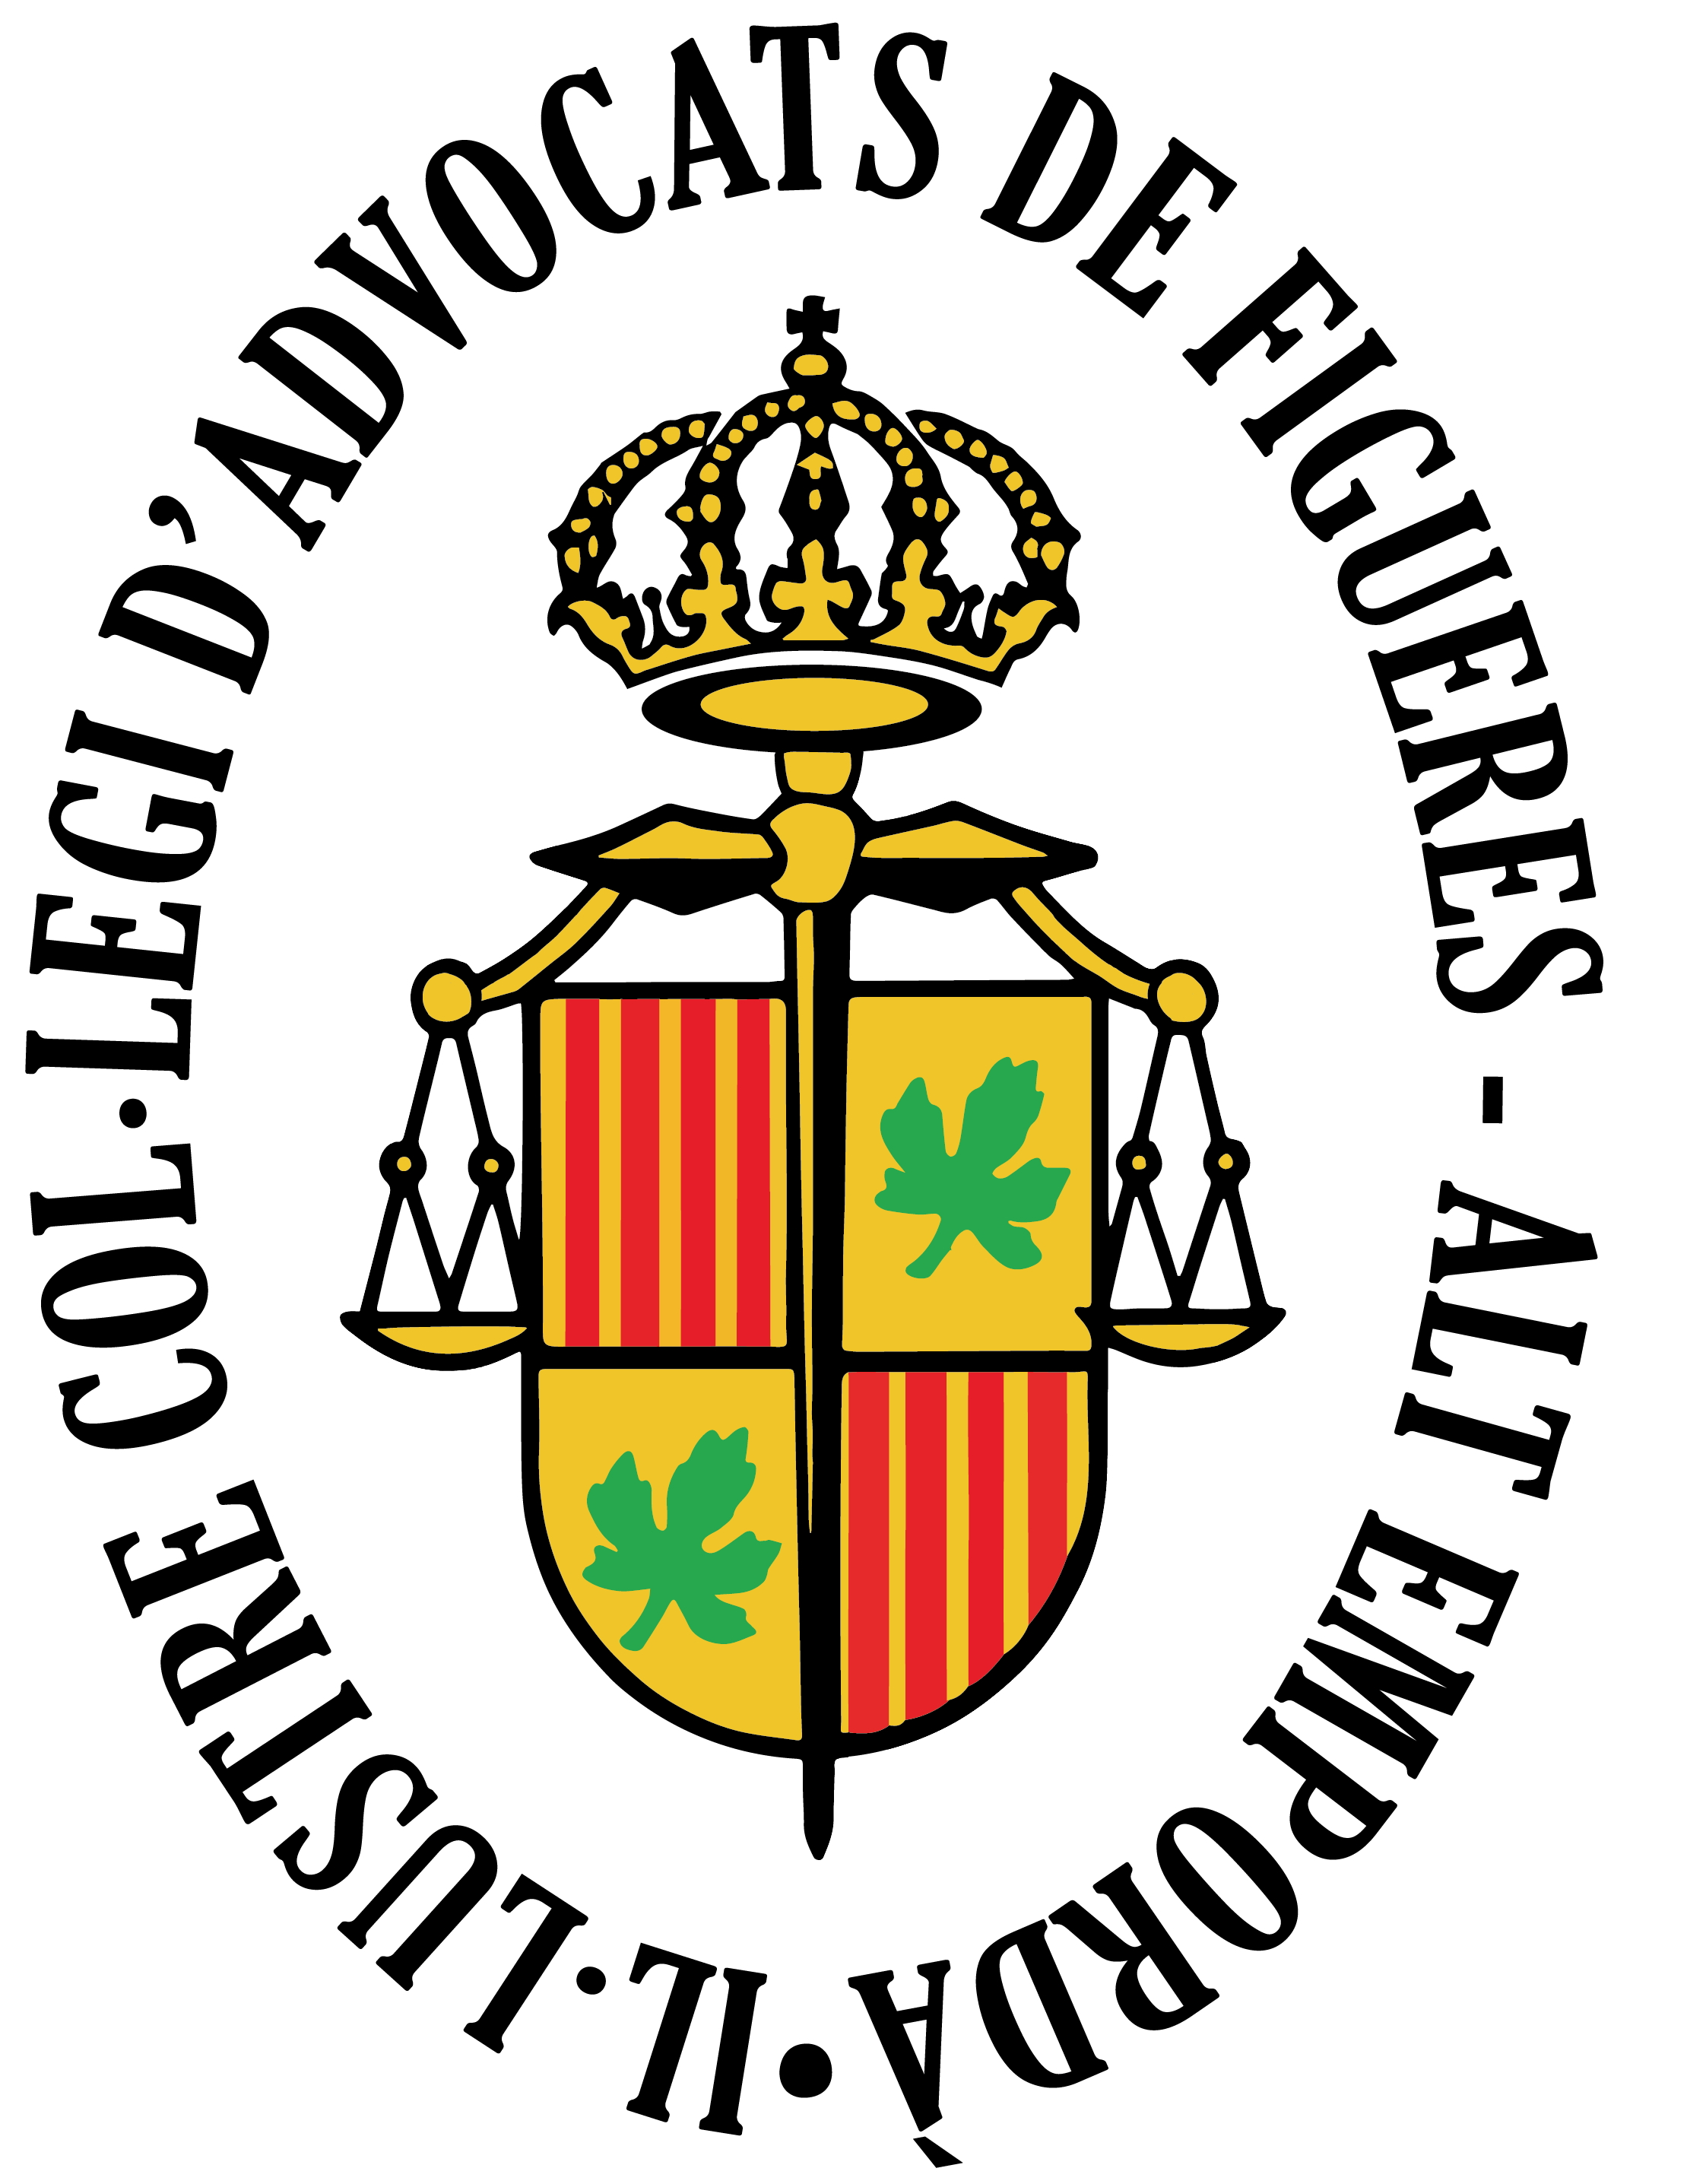 IL·LUSTRE COL·LEGI D'ADVOCATS DE FIGUERES - ALT EMPORDÀ •